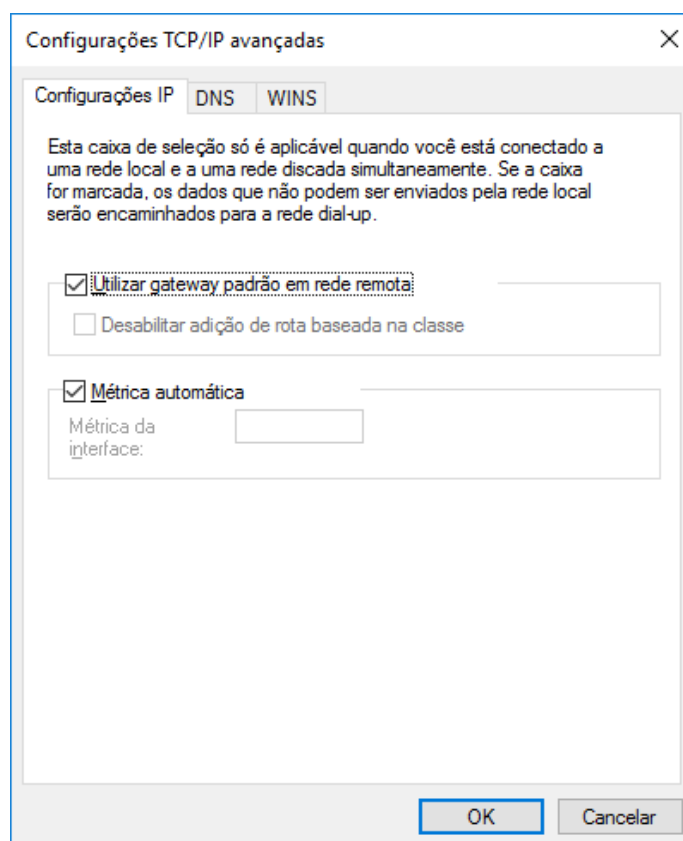 Configurações TCP/IP avançadas
Configurações IP DNS WINS
Esta caixa de seleção só é aplicável quando você está conectado a
uma rede local e a uma rede discada simultaneamente. Se a caixa
for marcada, os dados que não podem ser enviados pela rede local
serão encaminhados para a rede dial-up.
Utilizar gateway padrão em rede remota
Desabilitar adição de rota baseada na classe
Métrica automática
Métrica da
interface:
OK Cancelar